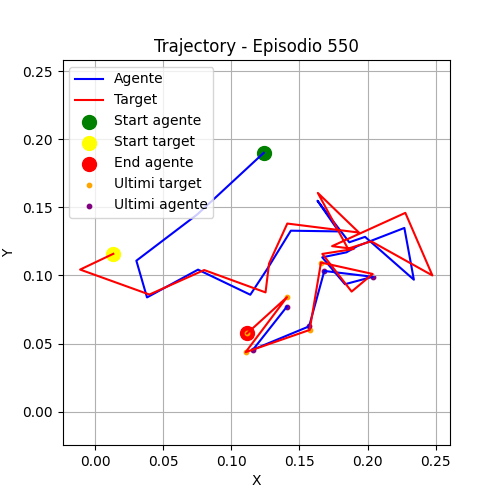 Trajectory - Episodio 550
Agente
Target
Start agente
Start target
End agente
Ultimi target
Ultimi agente
Y
0.25
0.20
0.15
0.10
0.05
0.00
0.00 0.05 0.10 0.15 0.20 0.25
X